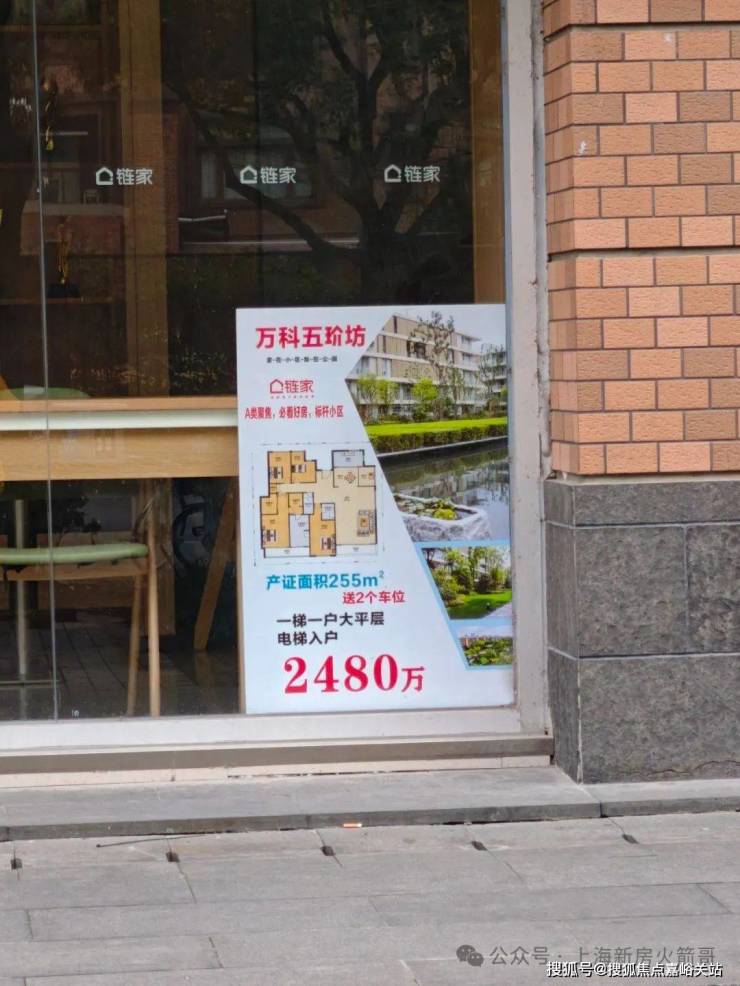 链家
链家
链家
万科五玠坊
链家
A类聚焦,必看好房,标杆小区
产证面积255m²
送2个车位
一梯一户大平层
电梯入户
2480万
公众号·上海新房火箭哥
搜狐号@搜狐焦点嘉峪关站